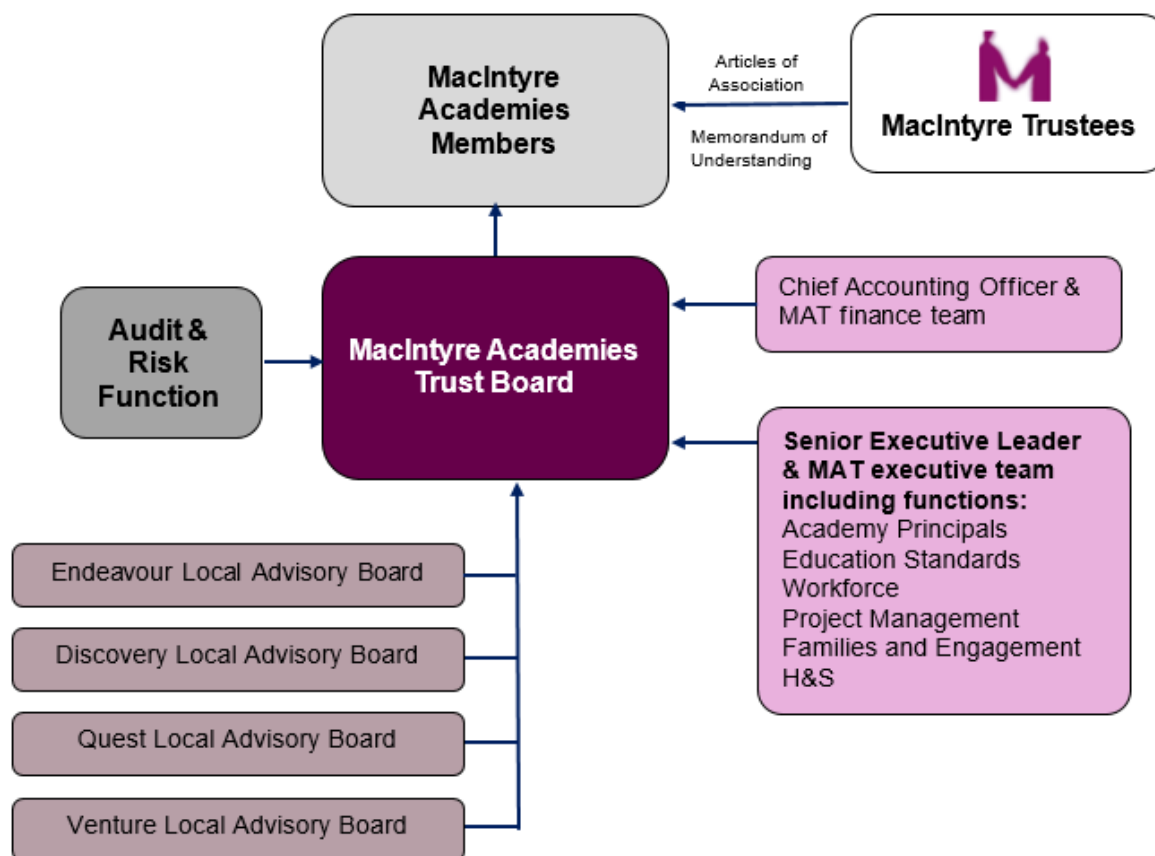 MacIntyre
Academies
Members
Articles of
Association
Memorandum of
Understanding
MacIntyre Trustees
Audit &
Risk
Function
MacIntyre Academies
Trust Board
Chief Accounting Officer &
MAT finance team
Senior Executive Leader
& MAT executive team
including functions:
Academy Principals
Education Standards
Workforce
Project Management
Families and Engagement
H&S
Endeavour Local Advisory Board
Discovery Local Advisory Board
Quest Local Advisory Board
Venture Local Advisory Board